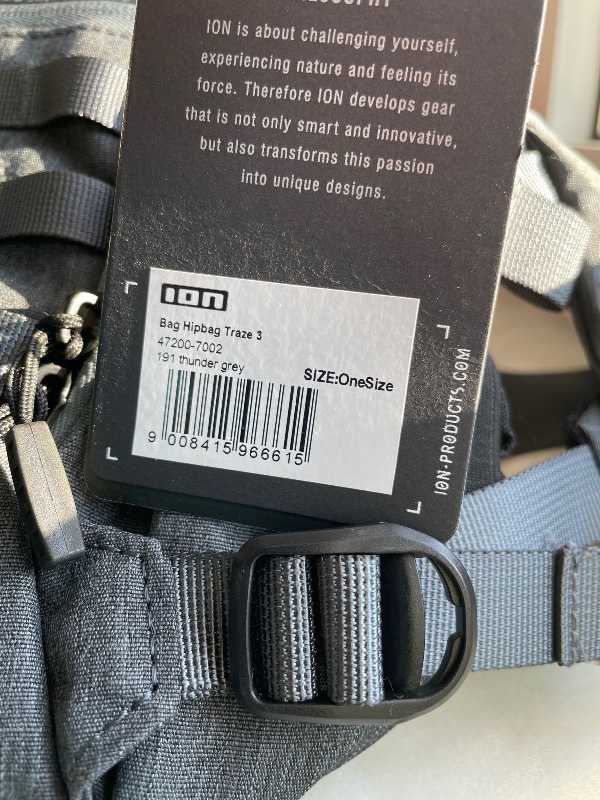 ION is about challenging yourself,
experiencing nature and feeling its
force. Therefore ION develops gear
that is not only smart and innovative,
but also transforms this passion
into unique designs.
ION
Bag Hipbag Traze 3
47200-7002
191 thunder grey
SIZE:OneSize
9 008415 966615
ION-PRODUCTS.COM